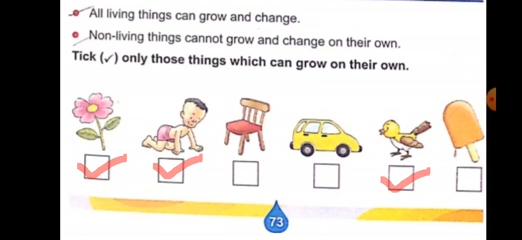 All living things can grow and change.
Non-living things cannot grow and change on their own.
Tick (✓) only those things which can grow on their own.
73